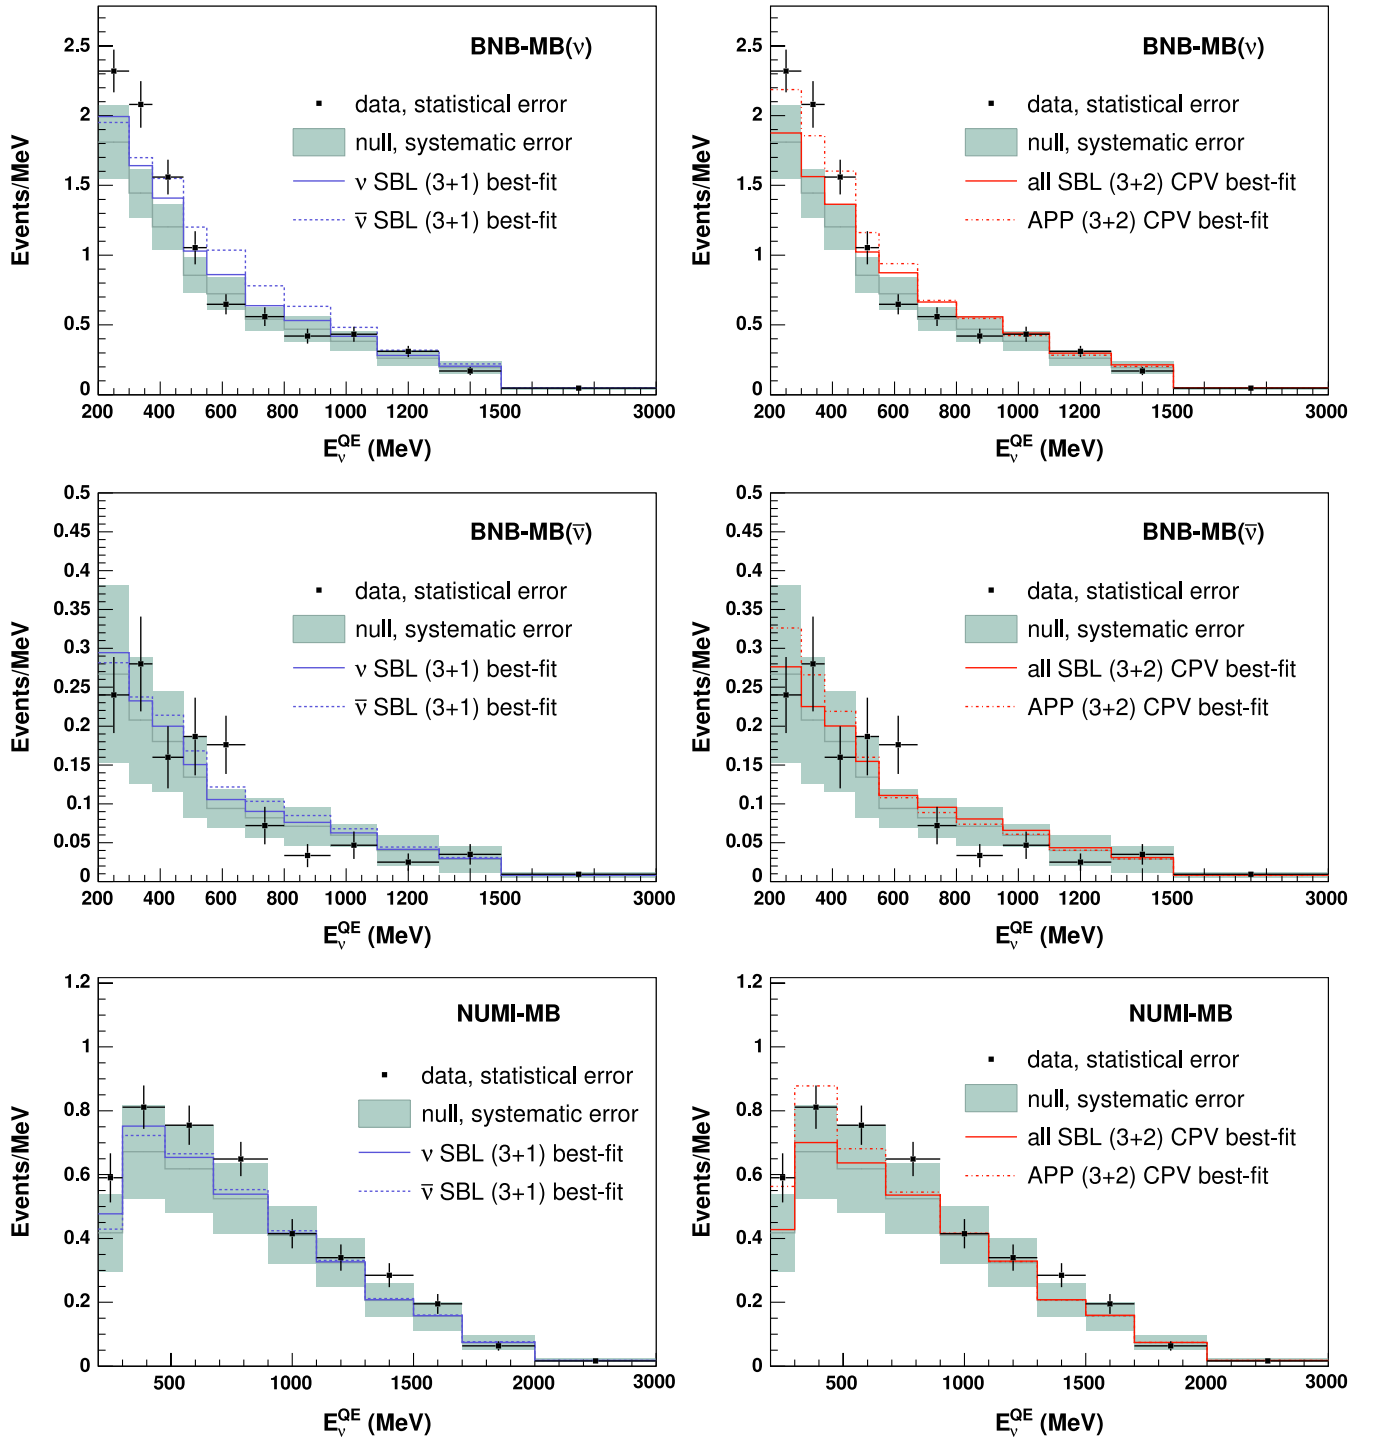 BNB-MB(ν)
data, statistical error
null, systematic error
ν SBL (3+1) best-fit
ν̅ SBL (3+1) best-fit
Events/MeV
2.5
2
1.5
1
0.5
0
200 400 600 800 1000 1200 1500 3000
E_ν^QE (MeV)
BNB-MB(ν)
data, statistical error
null, systematic error
all SBL (3+2) CPV best-fit
APP (3+2) CPV best-fit
Events/MeV
2.5
2
1.5
1
0.5
0
200 400 600 800 1000 1200 1500 3000
E_ν^QE (MeV)
BNB-MB(ν̅)
data, statistical error
null, systematic error
ν SBL (3+1) best-fit
ν̅ SBL (3+1) best-fit
Events/MeV
0.5
0.45
0.4
0.35
0.3
0.25
0.2
0.15
0.1
0.05
0
200 400 600 800 1000 1200 1500 3000
E_ν^QE (MeV)
BNB-MB(ν̅)
data, statistical error
null, systematic error
all SBL (3+2) CPV best-fit
APP (3+2) CPV best-fit
Events/MeV
0.5
0.45
0.4
0.35
0.3
0.25
0.2
0.15
0.1
0.05
0
200 400 600 800 1000 1200 1500 3000
E_ν^QE (MeV)
NUMI-MB
data, statistical error
null, systematic error
ν SBL (3+1) best-fit
ν̅ SBL (3+1) best-fit
Events/MeV
1.2
1
0.8
0.6
0.4
0.2
0
500 1000 1500 2000 3000
E_ν^QE (MeV)
NUMI-MB
data, statistical error
null, systematic error
all SBL (3+2) CPV best-fit
APP (3+2) CPV best-fit
Events/MeV
1.2
1
0.8
0.6
0.4
0.2
0
500 1000 1500 2000 3000
E_ν^QE (MeV)